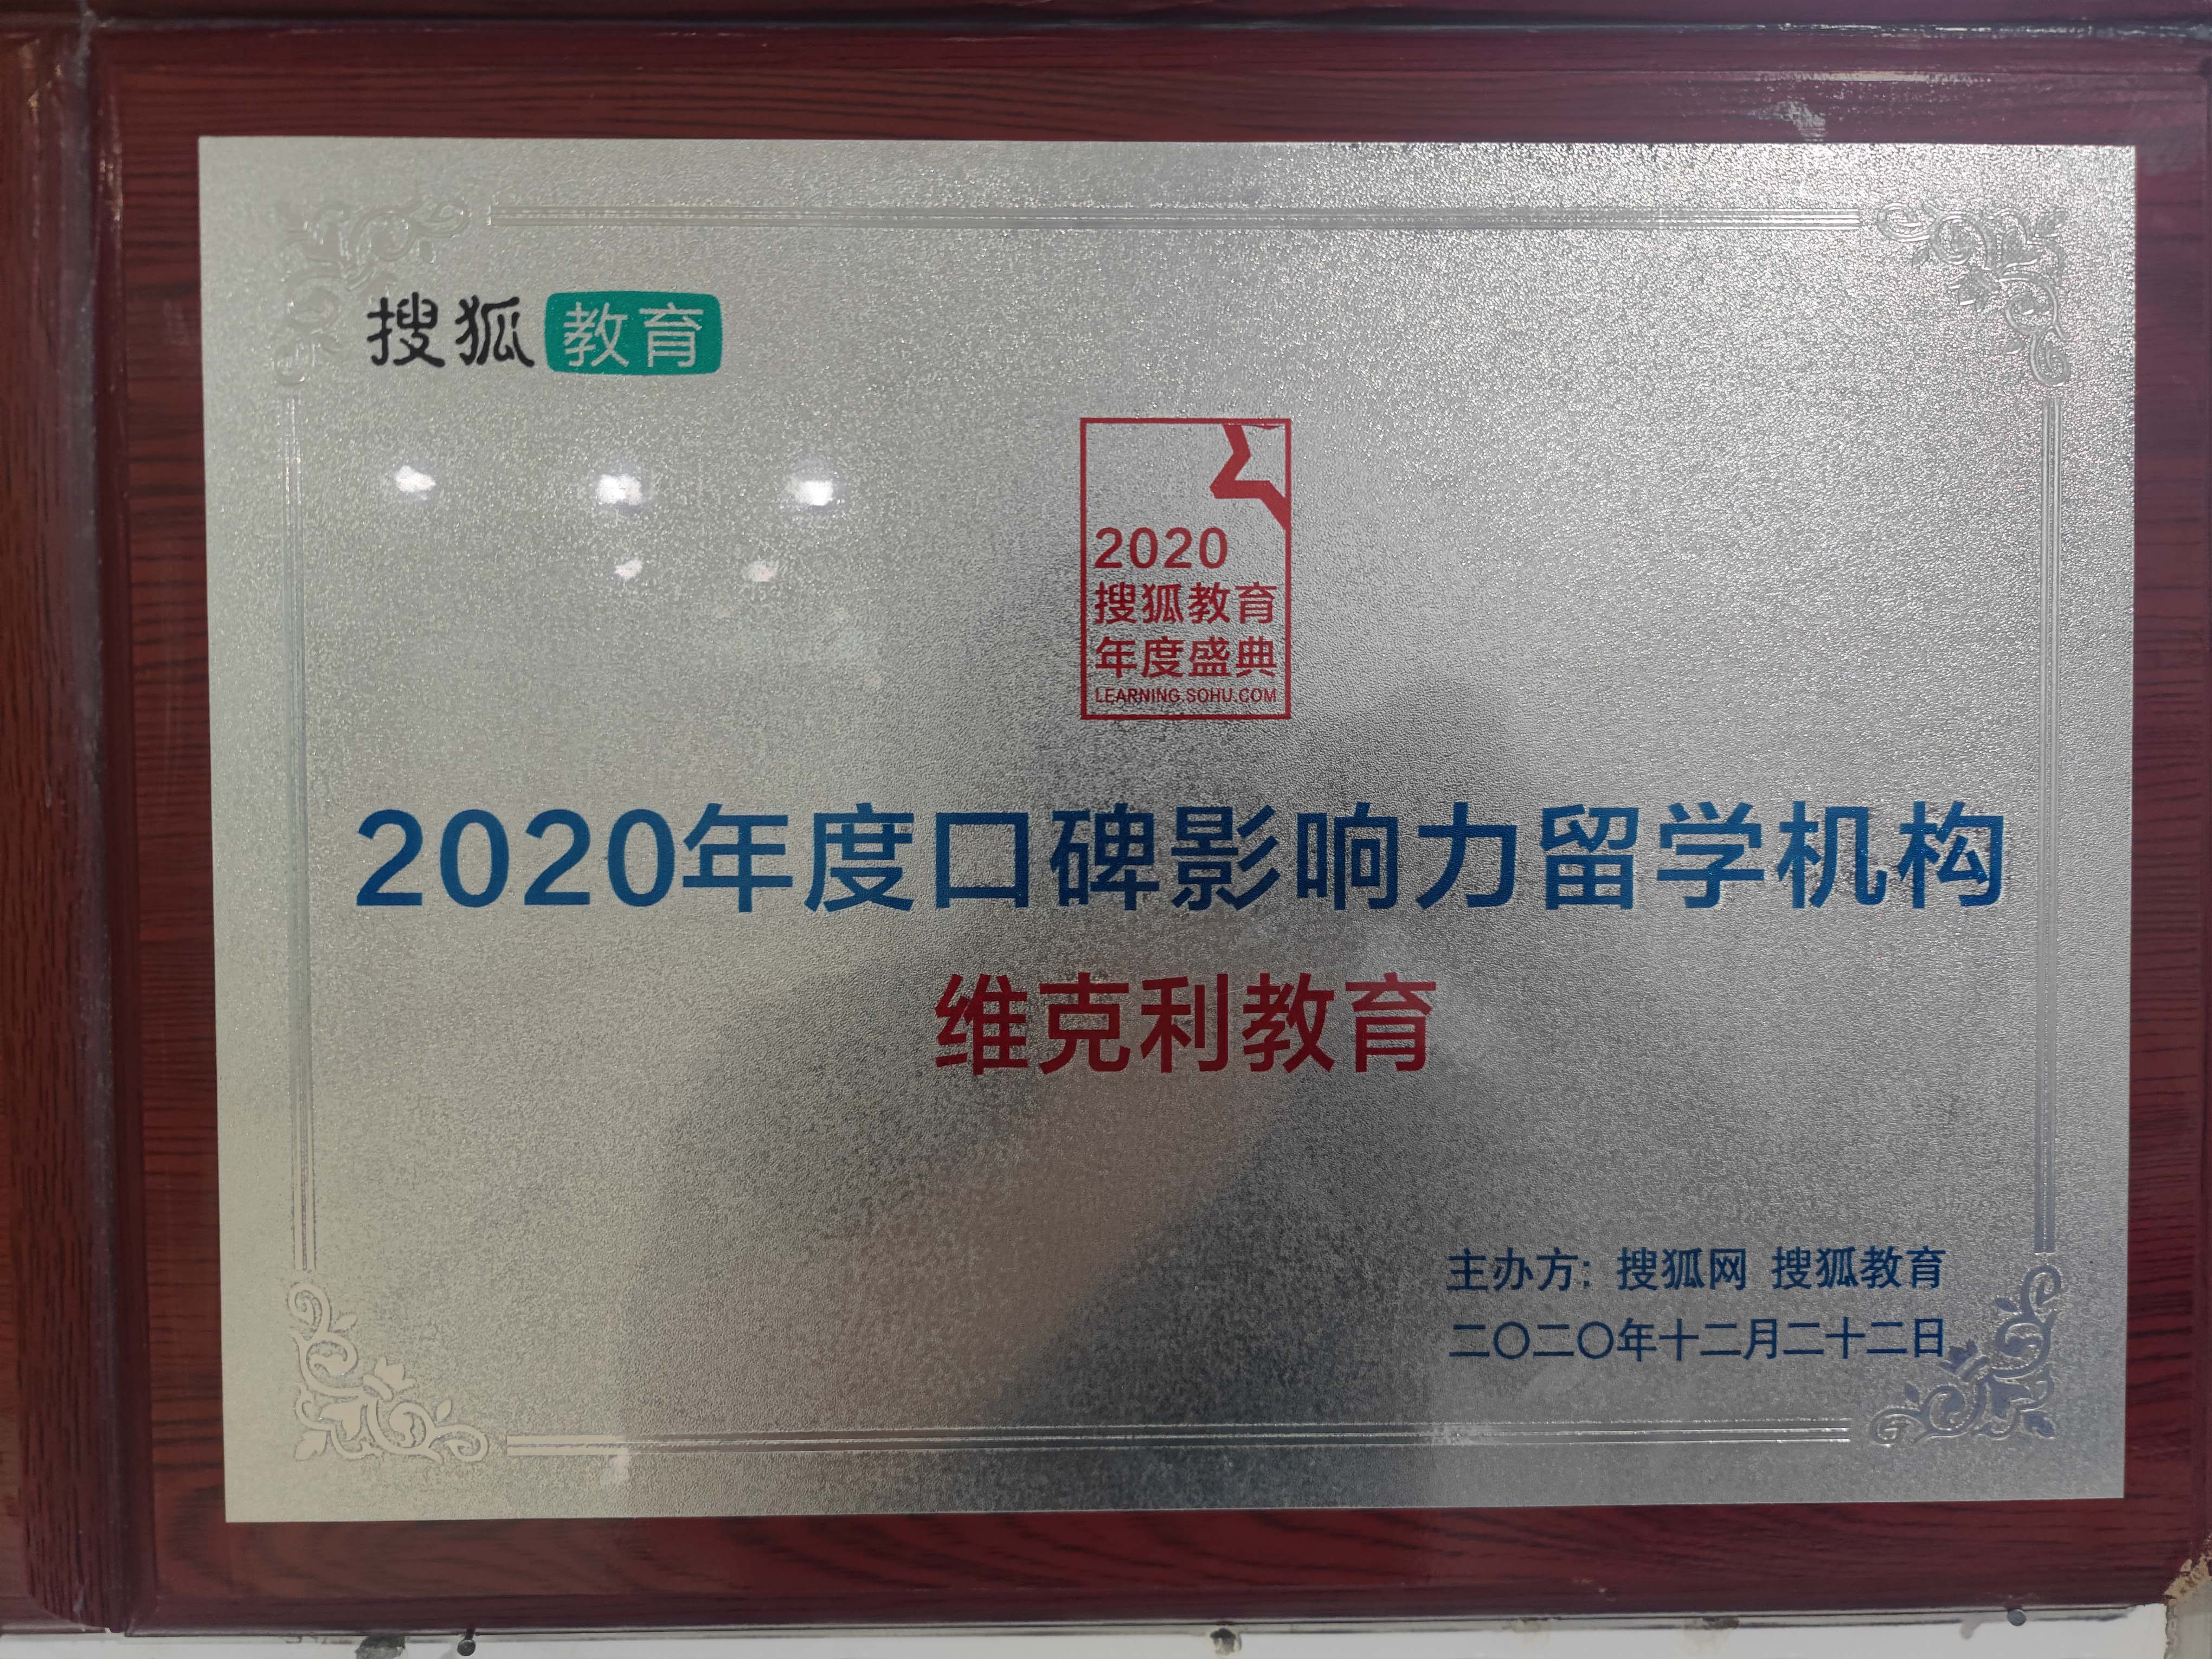 搜狐 教育
2020
搜狐教育
年度盛典
LEARNING.SOHU.COM
2020年度口碑影响力留学机构
维克利教育
主办方: 搜狐网 搜狐教育
二〇二〇年十二月二十二日